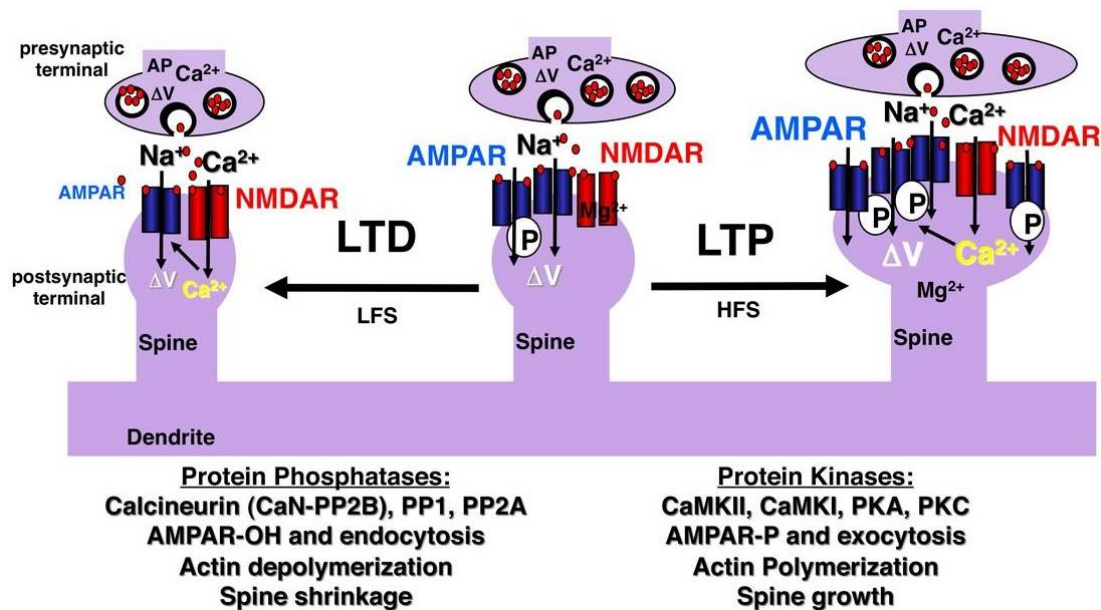 presynaptic
terminal
AP
Ca2+
ΔV
Na+
Ca2+
AMPAR
NMDAR
ΔV
Ca2+
postsynaptic
terminal
Spine
LTD
LFS
AP
ΔV
Ca2+
AMPAR
Na+
NMDAR
Mg2+
P
ΔV
Spine
LTP
HFS
AP
ΔV
Ca2+
AMPAR
Na+
Ca2+
NMDAR
P
P
P
ΔV
Ca2+
Mg2+
Spine
Dendrite
Protein Phosphatases:
Calcineurin (CaN-PP2B), PP1, PP2A
AMPAR-OH and endocytosis
Actin depolymerization
Spine shrinkage
Protein Kinases:
CaMKII, CaMKI, PKA, PKC
AMPAR-P and exocytosis
Actin Polymerization
Spine growth